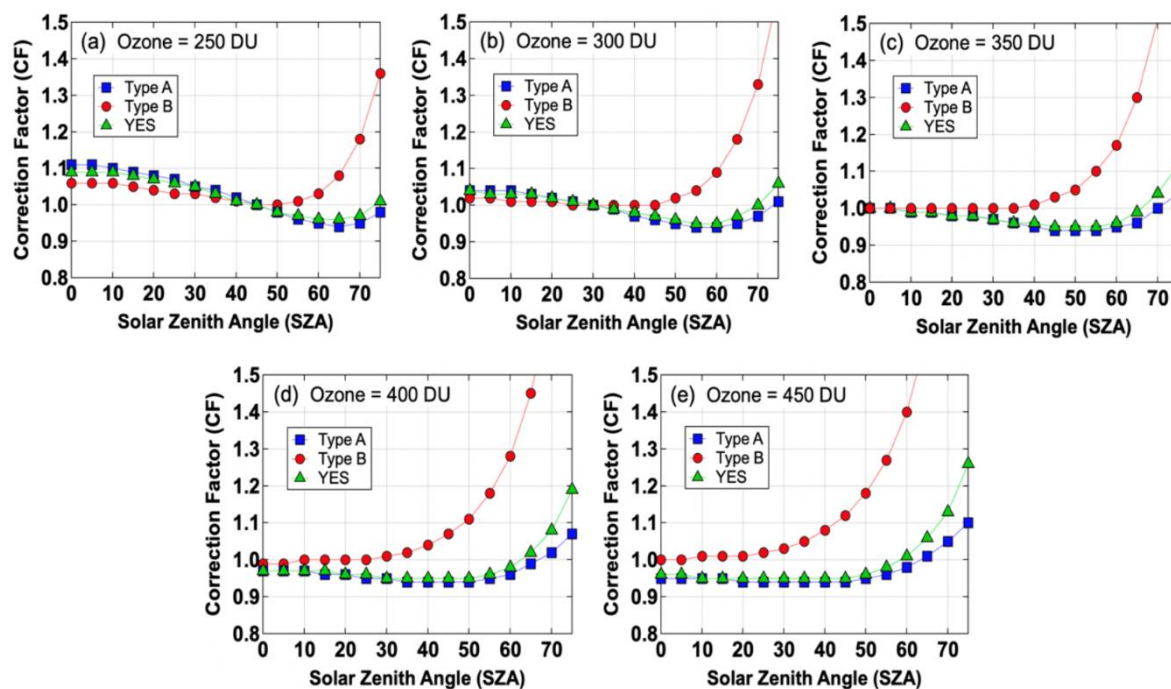 (a) Ozone = 250 DU
Correction Factor (CF)
1.5
1.4
1.3
1.2
1.1
1.0
0.9
0.8
Type A
Type B
YES
0 10 20 30 40 50 60 70
Solar Zenith Angle (SZA)
(b) Ozone = 300 DU
Correction Factor (CF)
1.5
1.4
1.3
1.2
1.1
1.0
0.9
0.8
Type A
Type B
YES
0 10 20 30 40 50 60 70
Solar Zenith Angle (SZA)
(c) Ozone = 350 DU
Correction Factor (CF)
1.5
1.4
1.3
1.2
1.1
1.0
0.9
0.8
Type A
Type B
YES
0 10 20 30 40 50 60 70
Solar Zenith Angle (SZA)
(d) Ozone = 400 DU
Correction Factor (CF)
1.5
1.4
1.3
1.2
1.1
1.0
0.9
0.8
Type A
Type B
YES
0 10 20 30 40 50 60 70
Solar Zenith Angle (SZA)
(e) Ozone = 450 DU
Correction Factor (CF)
1.5
1.4
1.3
1.2
1.1
1.0
0.9
0.8
Type A
Type B
YES
0 10 20 30 40 50 60 70
Solar Zenith Angle (SZA)